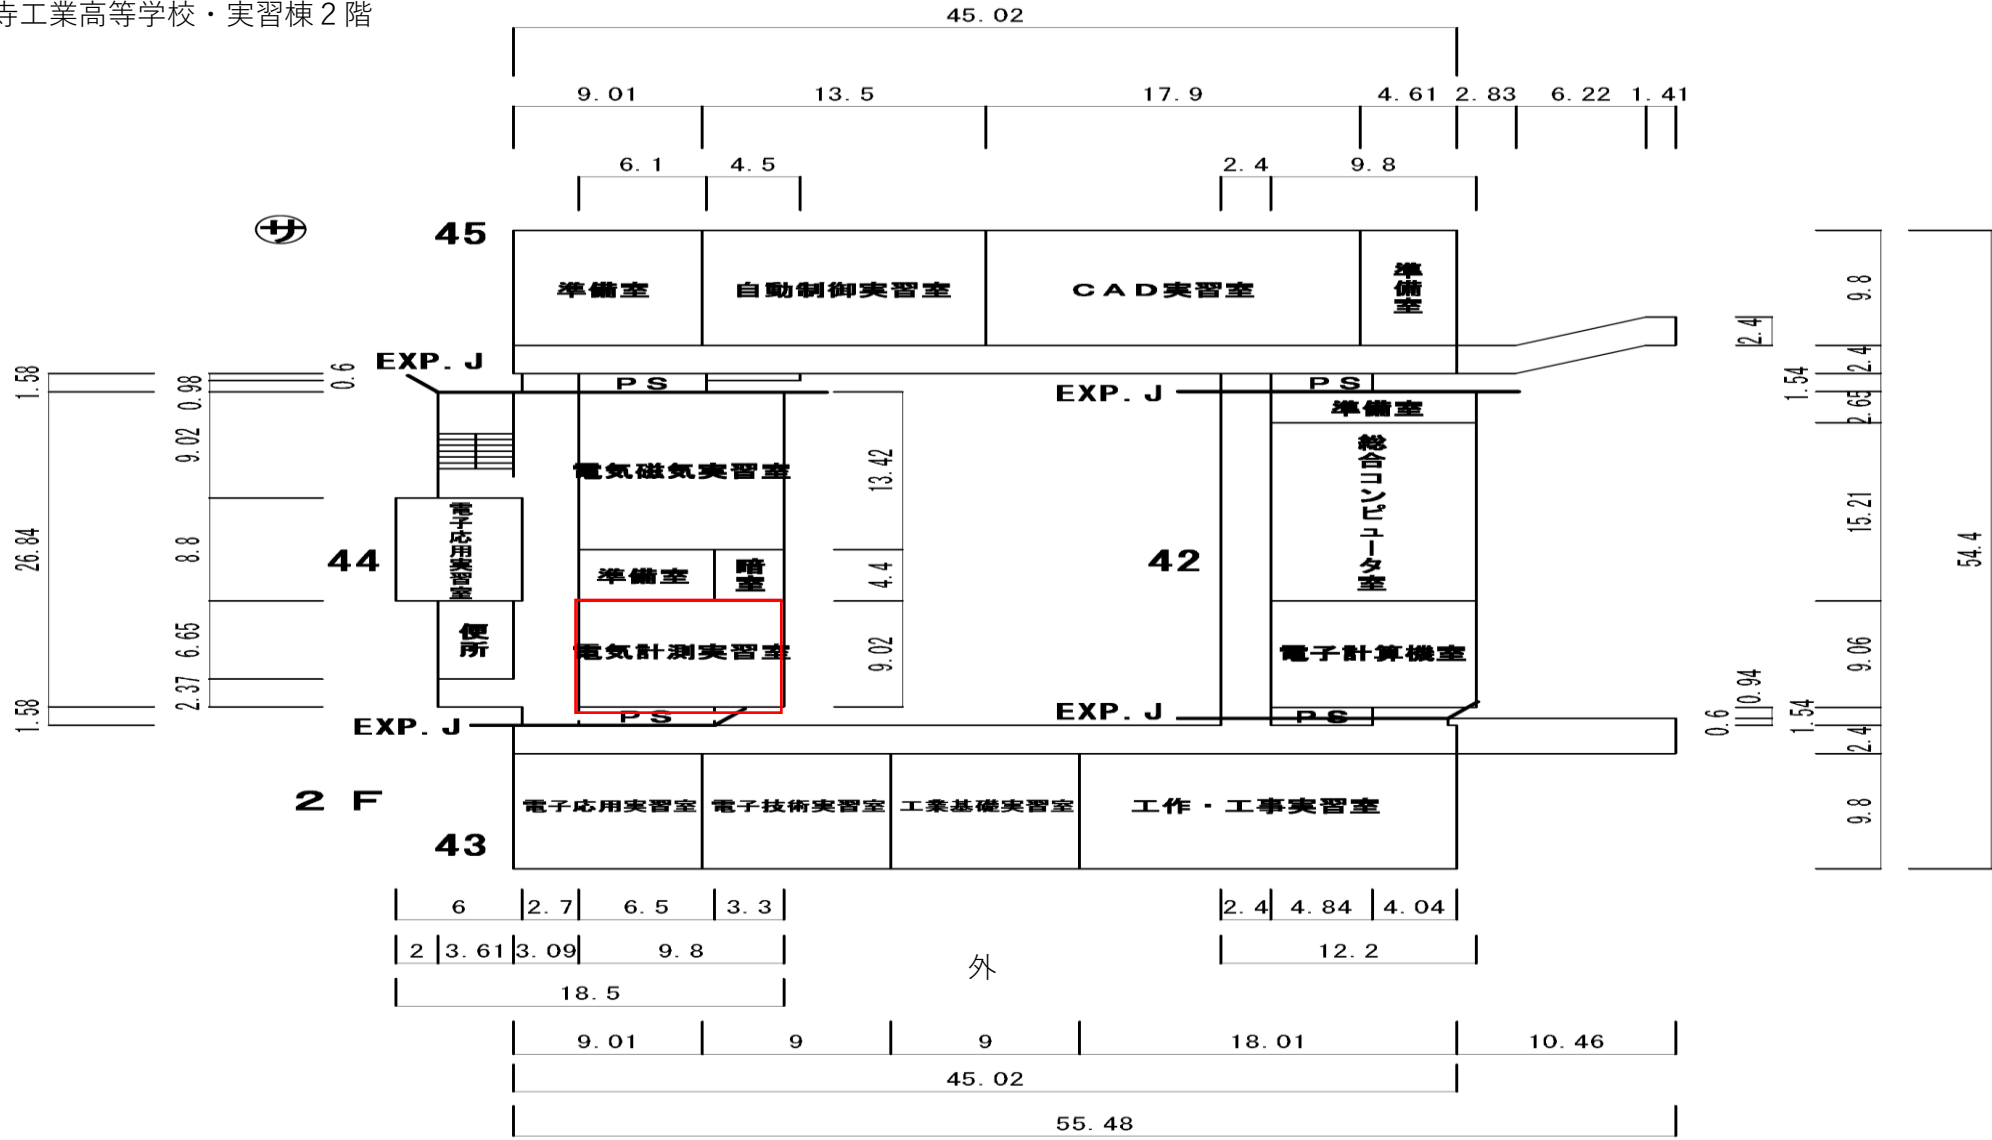 寺工業高等学校・実習棟２階
45.02
9.01 13.5 17.9 4.61 2.83 6.22 1.41
6.1 4.5 2.4 9.8
サ
45
準備室 自動制御実習室 ＣＡＤ実習室 準備室
9.8
2.4
2.4
EXP. J
1.58 0.98 0.6
ＰＳ
EXP. J
ＰＳ
1.54
2.65
準備室
9.02
電気磁気実習室
13.42
総合コンピュータ室
15.21
26.84
8.8
44
電子応用実習室
準備室 暗室
4.4
42
54.4
6.65
便所
電気計測実習室
9.02
電子計算機室
9.06
2.37
1.58
EXP. J
ＰＳ
EXP. J
ＰＳ
0.6
0.94
1.54
2.4
２Ｆ
43
電子応用実習室 電子技術実習室 工業基礎実習室 工作・工事実習室
9.8
6 2.7 6.5 3.3 2.4 4.84 4.04
2 3.61 3.09 9.8 12.2
外
18.5
9.01 9 9 18.01 10.46
45.02
55.48